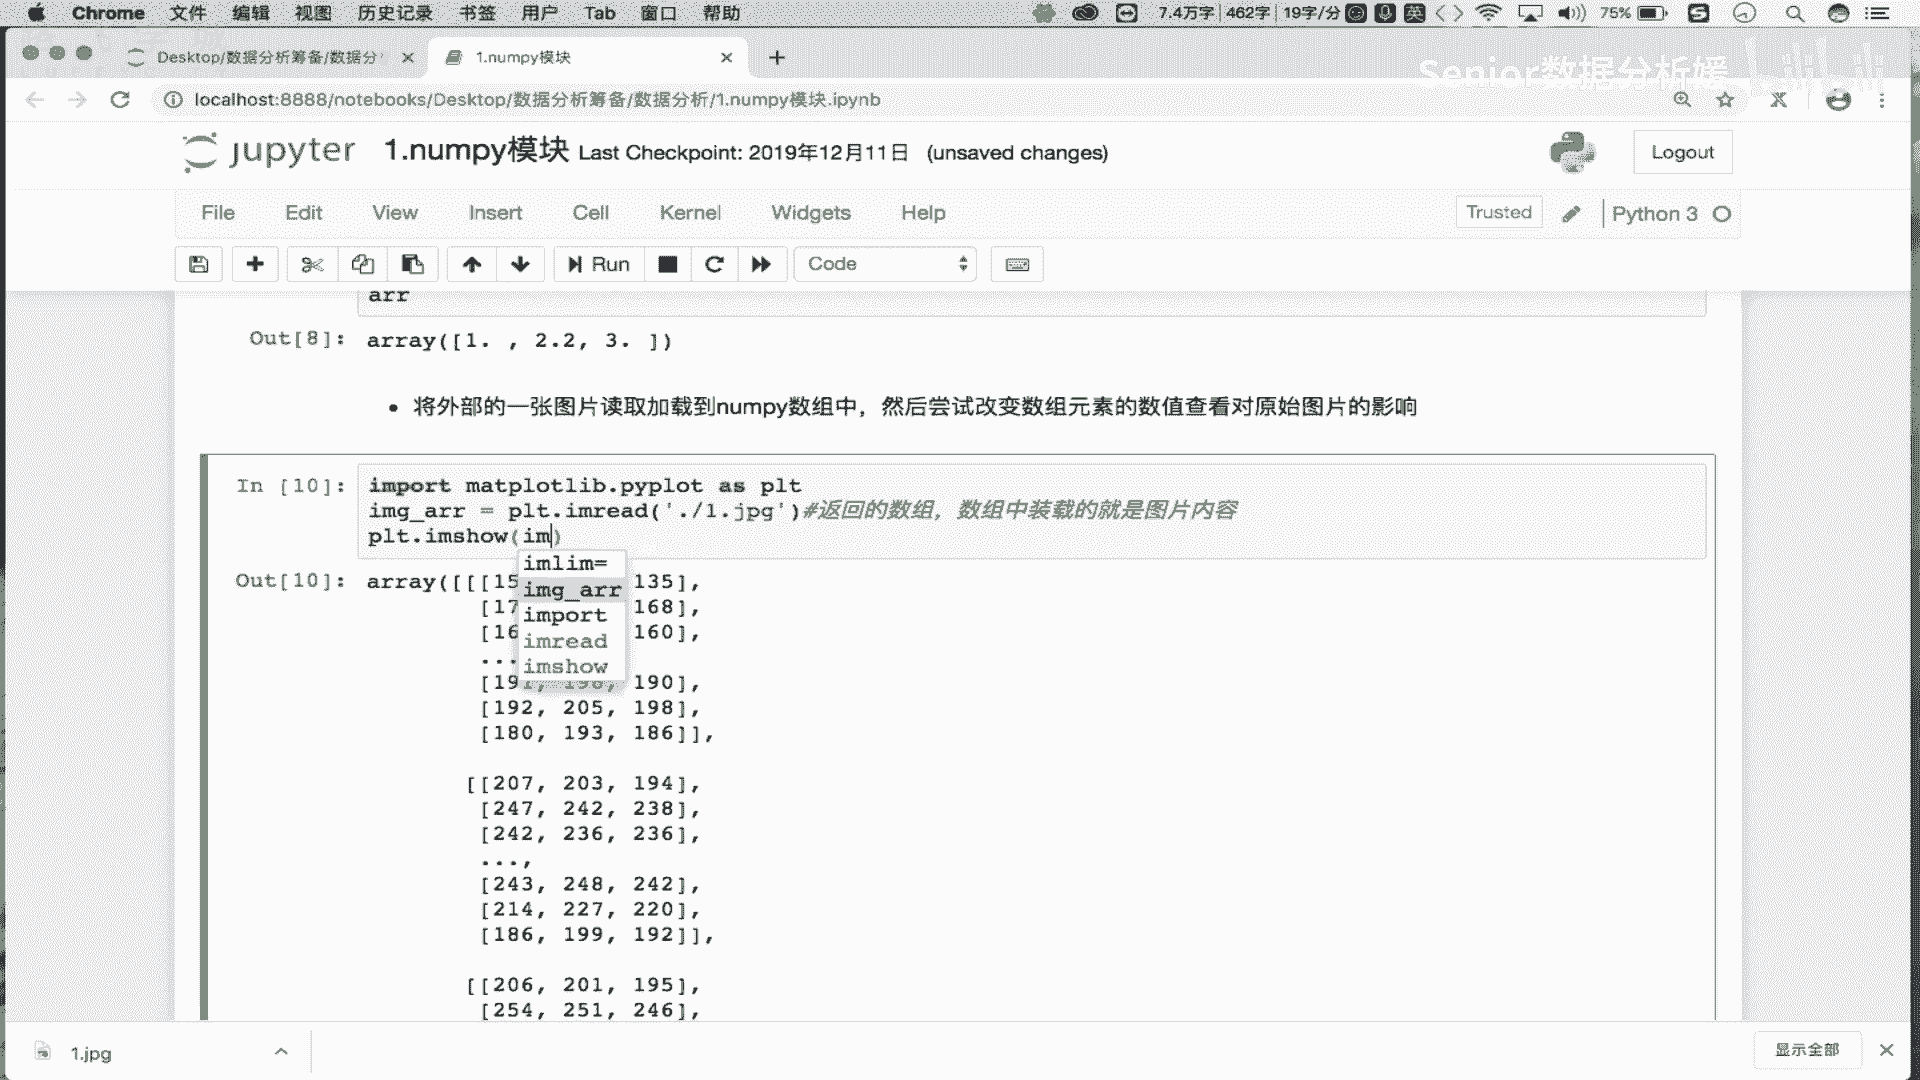 Chrome 文件 编辑 视图 历史记录 书签 用户 Tab 窗口 帮助 7.4万字 462字 19字/分 英 75%
Desktop/数据分析筹备/数据分 1.numpy模块
Senior数据分析媛 bilibili
localhost:8888/notebooks/Desktop/数据分析筹备/数据分析/1.numpy模块.ipynb
jupyter 1.numpy模块 Last Checkpoint: 2019年12月11日 (unsaved changes) Logout
File Edit View Insert Cell Kernel Widgets Help Trusted Python 3
Run Code
arr
Out[8]: array([1. , 2.2, 3. ])
• 将外部的一张图片读取加载到numpy数组中，然后尝试改变数组元素的数值查看对原始图片的影响
In [10]: import matplotlib.pyplot as plt
img_arr = plt.imread('./1.jpg')#返回的数组，数组中装载的就是图片内容
plt.imshow(im)
imlim=
img_arr
import
imread
imshow
Out[10]: array([[[15 135],
[17 168],
[16 160],
...
[191, 198, 190],
[192, 205, 198],
[180, 193, 186]],
[[207, 203, 194],
[247, 242, 238],
[242, 236, 236],
...,
[243, 248, 242],
[214, 227, 220],
[186, 199, 192]],
[[206, 201, 195],
[254, 251, 246],
1.jpg 显示全部